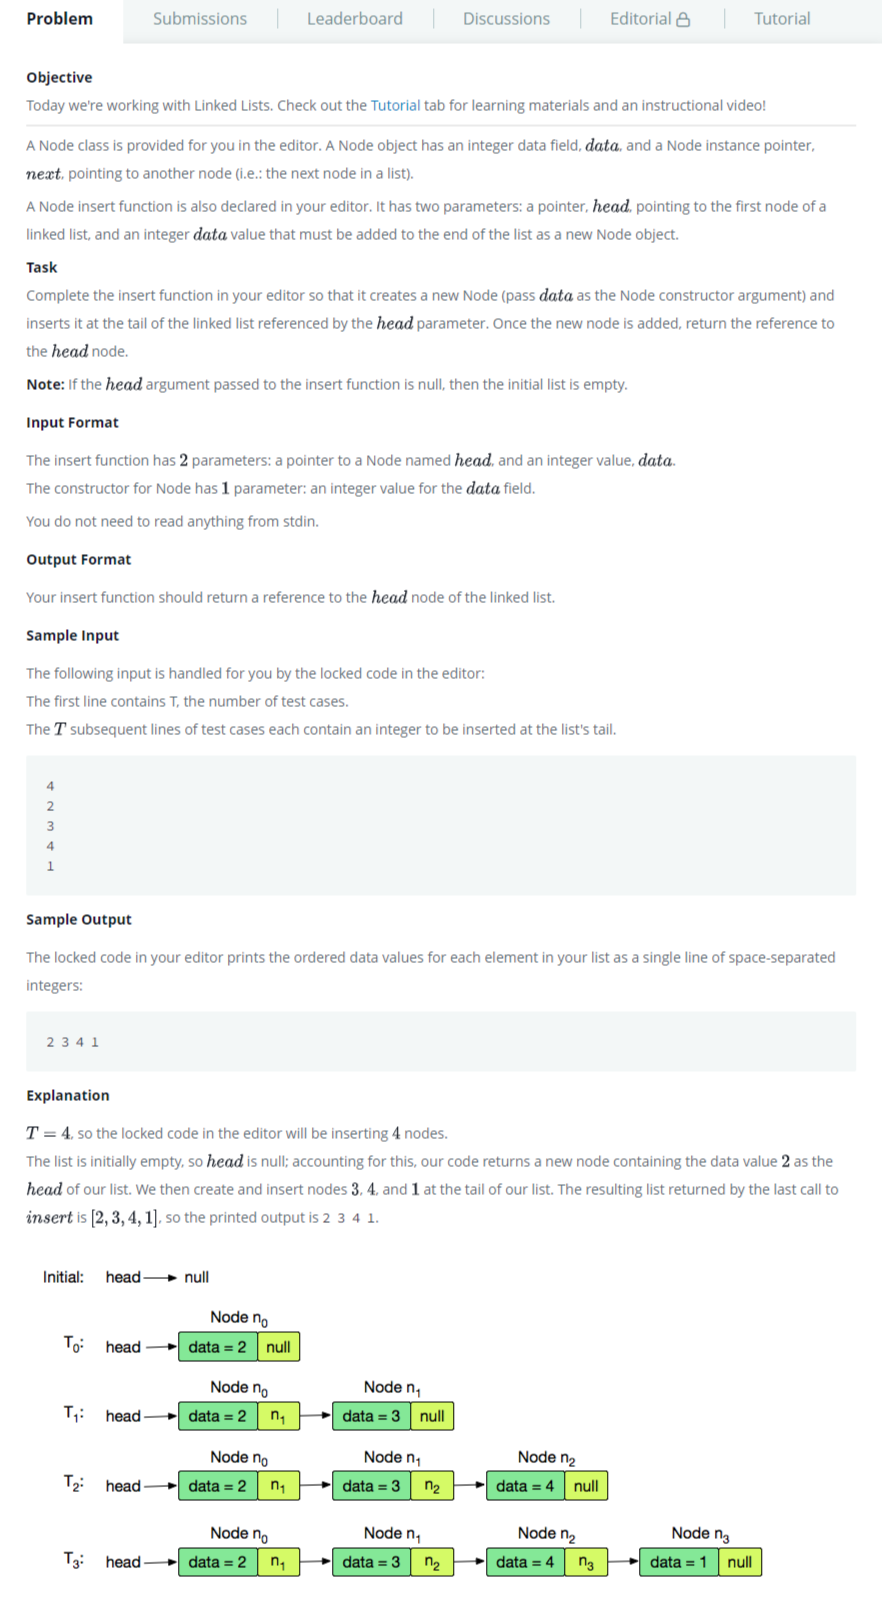 Problem Submissions Leaderboard Discussions Editorial Tutorial
Objective
Today we're working with Linked Lists. Check out the Tutorial tab for learning materials and an instructional video!
A Node class is provided for you in the editor. A Node object has an integer data field, data, and a Node instance pointer,
next, pointing to another node (i.e.: the next node in a list).
A Node insert function is also declared in your editor. It has two parameters: a pointer, head, pointing to the first node of a
linked list, and an integer data value that must be added to the end of the list as a new Node object.
Task
Complete the insert function in your editor so that it creates a new Node (pass data as the Node constructor argument) and
inserts it at the tail of the linked list referenced by the head parameter. Once the new node is added, return the reference to
the head node.
Note: If the head argument passed to the insert function is null, then the initial list is empty.
Input Format
The insert function has 2 parameters: a pointer to a Node named head, and an integer value, data.
The constructor for Node has 1 parameter: an integer value for the data field.
You do not need to read anything from stdin.
Output Format
Your insert function should return a reference to the head node of the linked list.
Sample Input
The following input is handled for you by the locked code in the editor:
The first line contains T, the number of test cases.
The T subsequent lines of test cases each contain an integer to be inserted at the list's tail.
4
2
3
4
1
Sample Output
The locked code in your editor prints the ordered data values for each element in your list as a single line of space-separated
integers:
2 3 4 1
Explanation
T = 4, so the locked code in the editor will be inserting 4 nodes.
The list is initially empty, so head is null; accounting for this, our code returns a new node containing the data value 2 as the
head of our list. We then create and insert nodes 3, 4, and 1 at the tail of our list. The resulting list returned by the last call to
insert is [2, 3, 4, 1], so the printed output is 2 3 4 1.
Initial: head null
Node n₀
T₀: head data = 2 null
Node n₀ Node n₁
T₁: head data = 2 n₁ data = 3 null
Node n₀ Node n₁ Node n₂
T₂: head data = 2 n₁ data = 3 n₂ data = 4 null
Node n₀ Node n₁ Node n₂ Node n₃
T₃: head data = 2 n₁ data = 3 n₂ data = 4 n₃ data = 1 null